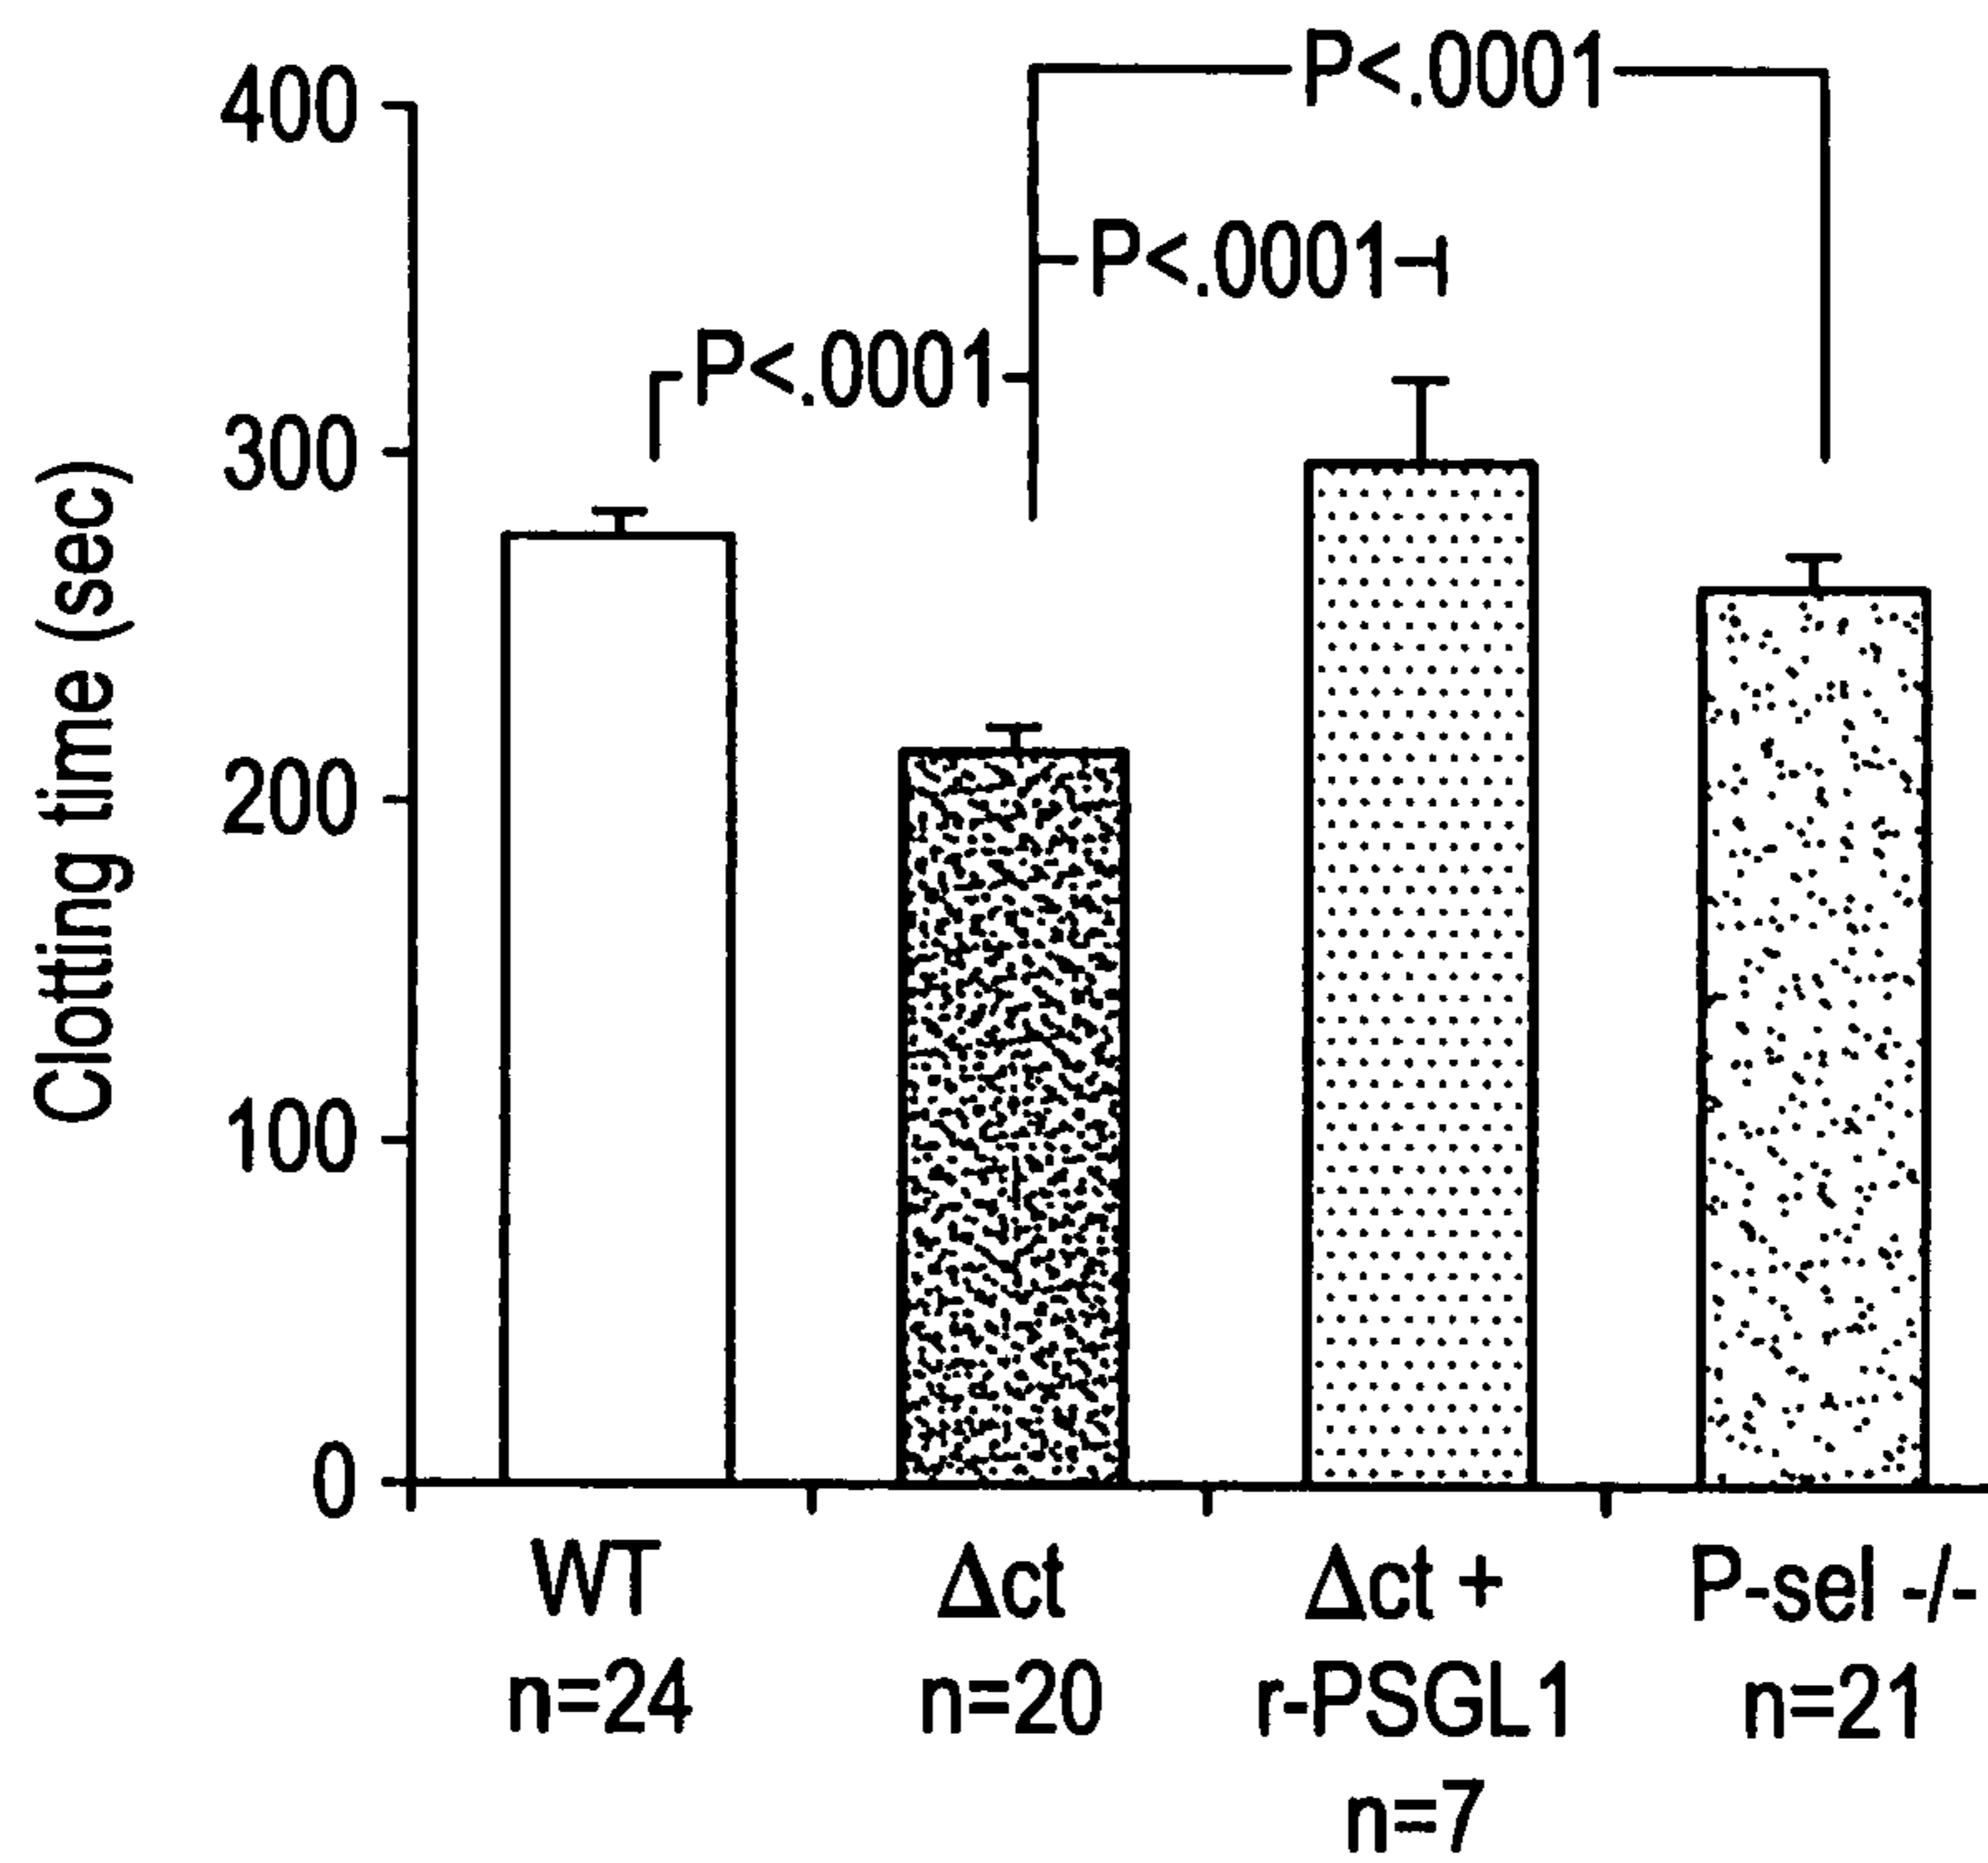 P<.0001
400
P<.0001
P<.0001
300
200
100
0
Clotting time (sec)
WT
n=24
Δct
n=20
Δct +
r-PSGL1
n=7
P-sel -/-
n=21